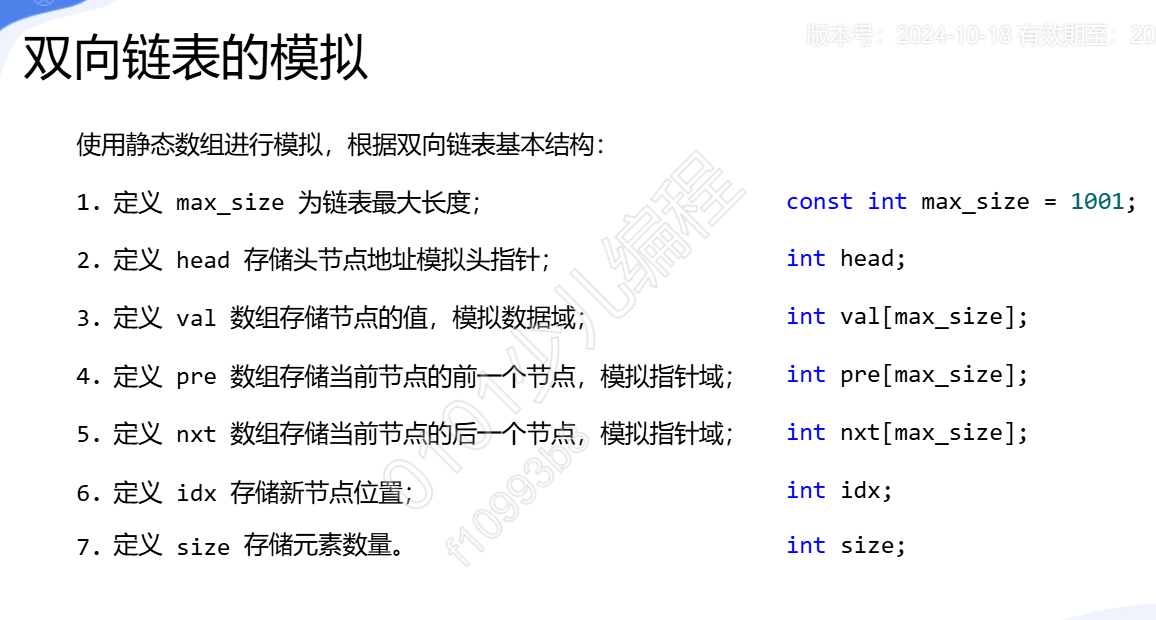 版本号：2024-10-18 有效期至：20
双向链表的模拟
使用静态数组进行模拟，根据双向链表基本结构：
1. 定义 max_size 为链表最大长度； const int max_size = 1001;
2. 定义 head 存储头节点地址模拟头指针； int head;
3. 定义 val 数组存储节点的值，模拟数据域； int val[max_size];
4. 定义 pre 数组存储当前节点的前一个节点，模拟指针域； int pre[max_size];
5. 定义 nxt 数组存储当前节点的后一个节点，模拟指针域； int nxt[max_size];
6. 定义 idx 存储新节点位置； int idx;
7. 定义 size 存储元素数量。 int size;
0101少儿编程
f10993b8